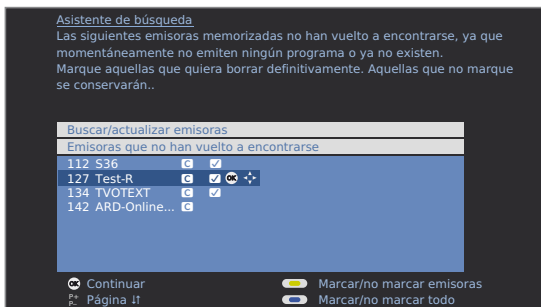 Asistente de búsqueda
Las siguientes emisoras memorizadas no han vuelto a encontrarse, ya que
momentáneamente no emiten ningún programa o ya no existen.
Marque aquellas que quiera borrar definitivamente. Aquellas que no marque
se conservarán..
Buscar/actualizar emisoras
Emisoras que no han vuelto a encontrarse
112 S36 C ✓
127 Test-R C ✓ OK
134 TVOTEXT C ✓
142 ARD-Online... C
OK Continuar Marcar/no marcar emisoras
P+ P- Página ↓↑ Marcar/no marcar todo